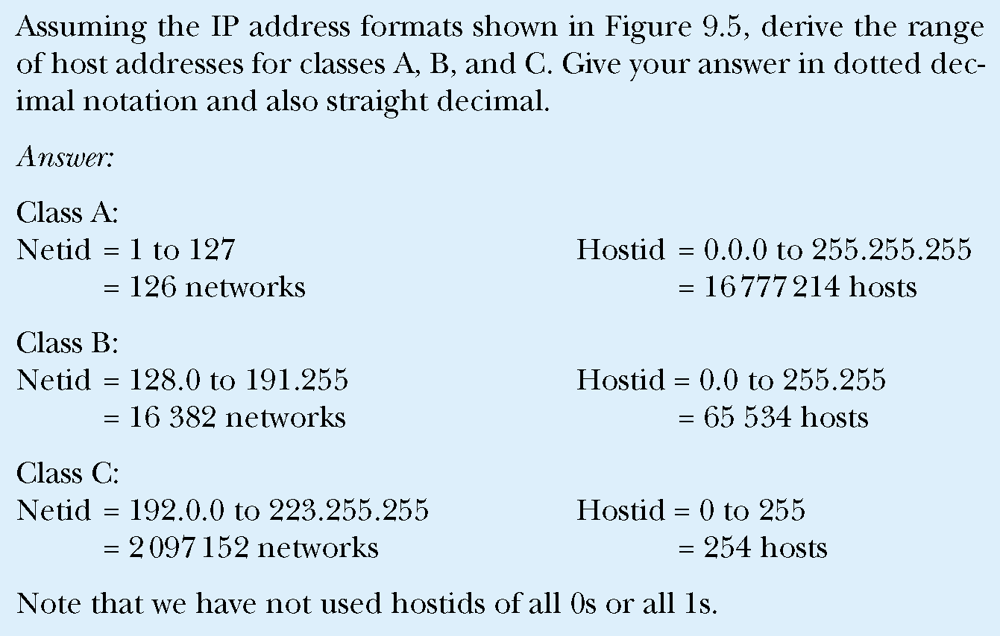 Assuming the IP address formats shown in Figure 9.5, derive the range
of host addresses for classes A, B, and C. Give your answer in dotted dec-
imal notation and also straight decimal.
Answer:
Class A:
Netid = 1 to 127 Hostid = 0.0.0 to 255.255.255
= 126 networks = 16 777 214 hosts
Class B:
Netid = 128.0 to 191.255 Hostid = 0.0 to 255.255
= 16 382 networks = 65 534 hosts
Class C:
Netid = 192.0.0 to 223.255.255 Hostid = 0 to 255
= 2 097 152 networks = 254 hosts
Note that we have not used hostids of all 0s or all 1s.